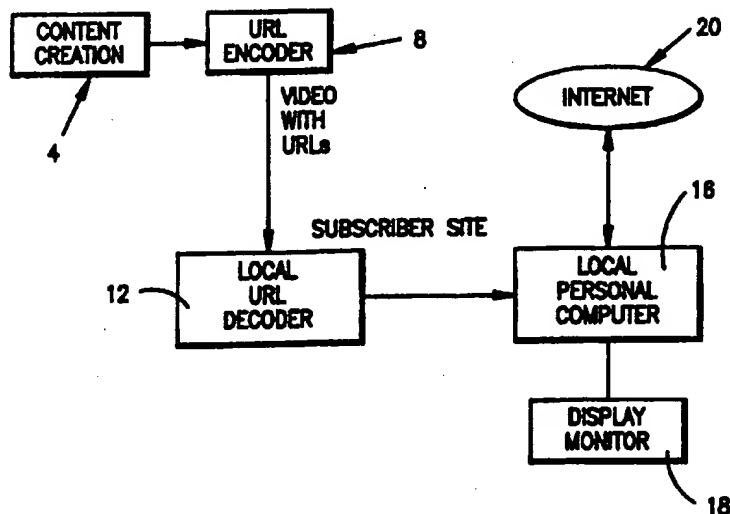 CONTENT
CREATION
URL
ENCODER
8
4
VIDEO
WITH
URLs
20
INTERNET
SUBSCRIBER SITE
16
12
LOCAL
URL
DECODER
LOCAL
PERSONAL
COMPUTER
DISPLAY
MONITOR
18